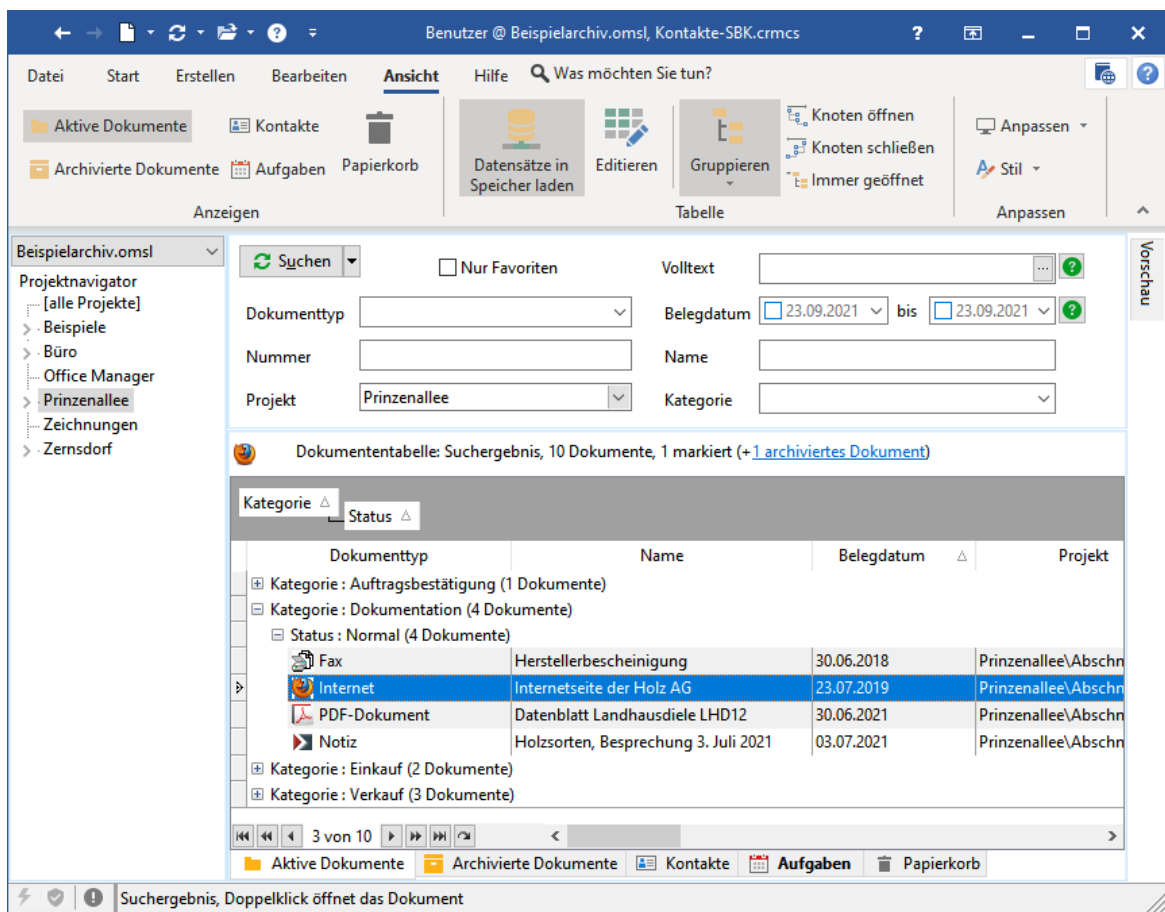 Benutzer @ Beispielarchiv.omsl, Kontakte-SBK.crmcs
Datei Start Erstellen Bearbeiten Ansicht Hilfe Was möchten Sie tun?
Aktive Dokumente Kontakte
Archivierte Dokumente Aufgaben Papierkorb
Anzeigen
Datensätze in Speicher laden Editieren Gruppieren
Knoten öffnen
Knoten schließen
Immer geöffnet
Tabelle
Anpassen
Stil
Anpassen
Beispielarchiv.omsl
Projektnavigator
[alle Projekte]
Beispiele
Büro
Office Manager
Prinzenallee
Zeichnungen
Zernsdorf
Suchen Nur Favoriten Volltext ...
Dokumenttyp Belegdatum 23.09.2021 bis 23.09.2021
Nummer Name
Projekt Prinzenallee Kategorie
Vorschau
Dokumententabelle: Suchergebnis, 10 Dokumente, 1 markiert (+1 archiviertes Dokument)
Kategorie
Status
Dokumenttyp Name Belegdatum Projekt
Kategorie : Auftragsbestätigung (1 Dokumente)
Kategorie : Dokumentation (4 Dokumente)
Status : Normal (4 Dokumente)
Fax Herstellerbescheinigung 30.06.2018 Prinzenallee\Abschn
Internet Internetseite der Holz AG 23.07.2019 Prinzenallee\Abschn
PDF-Dokument Datenblatt Landhausdiele LHD12 30.06.2021 Prinzenallee\Abschn
Notiz Holzsorten, Besprechung 3. Juli 2021 03.07.2021 Prinzenallee\Abschn
Kategorie : Einkauf (2 Dokumente)
Kategorie : Verkauf (3 Dokumente)
3 von 10
Aktive Dokumente Archivierte Dokumente Kontakte Aufgaben Papierkorb
Suchergebnis, Doppelklick öffnet das Dokument